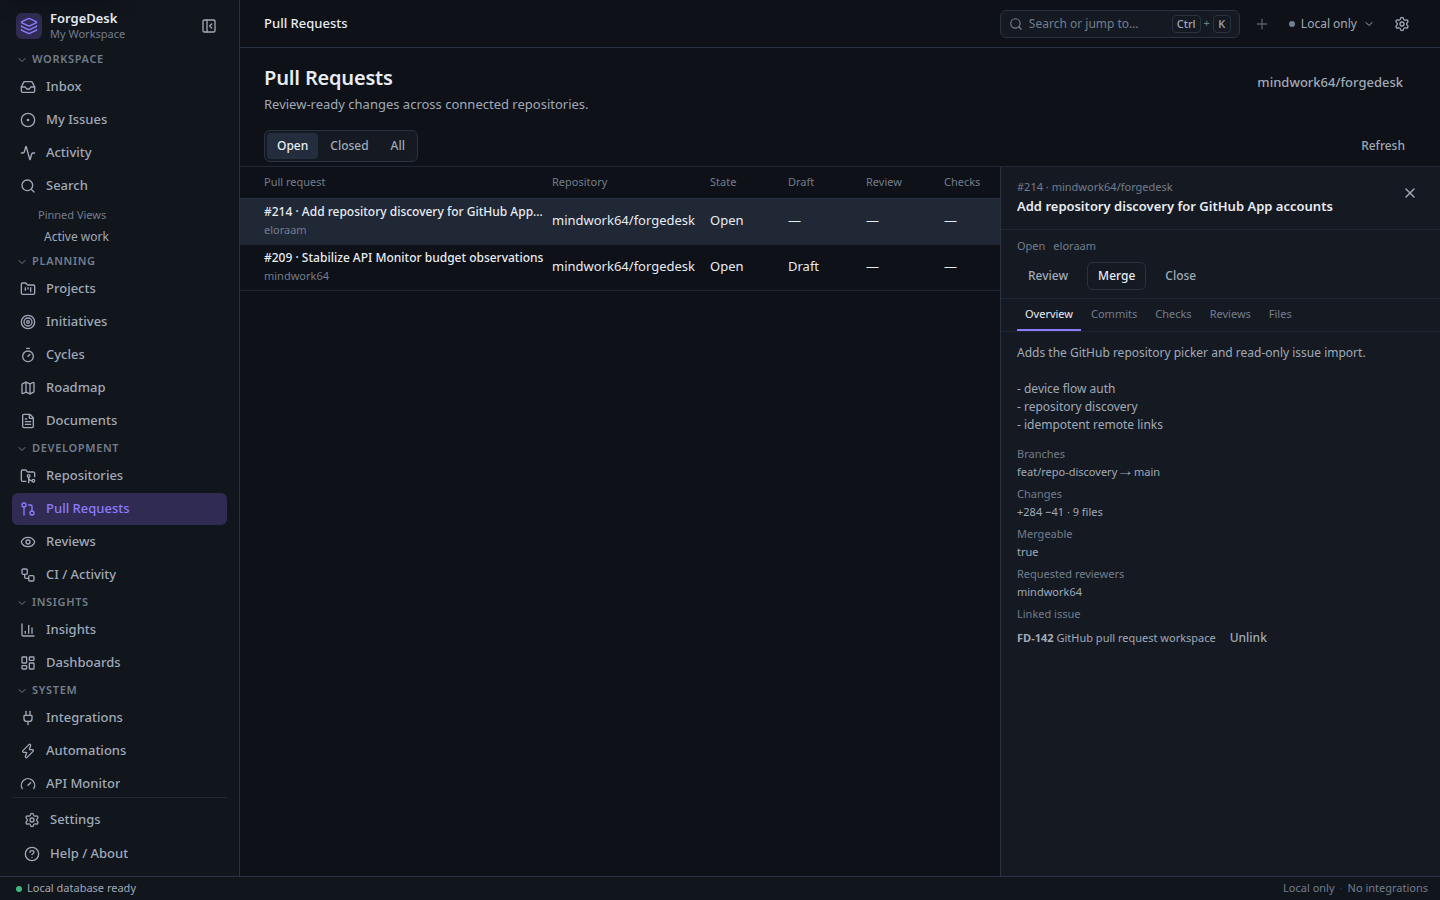 ForgeDesk
My Workspace
WORKSPACE
Inbox
My Issues
Activity
Search
Pinned Views
Active work
PLANNING
Projects
Initiatives
Cycles
Roadmap
Documents
DEVELOPMENT
Repositories
Pull Requests
Reviews
CI / Activity
INSIGHTS
Insights
Dashboards
SYSTEM
Integrations
Automations
API Monitor
Settings
Help / About
Pull Requests
Search or jump to... Ctrl + K
Local only
Pull Requests
Review-ready changes across connected repositories.
mindwork64/forgedesk
Open Closed All
Refresh
Pull request Repository State Draft Review Checks
#214 · Add repository discovery for GitHub App...
eloraam
mindwork64/forgedesk Open — — —
#209 · Stabilize API Monitor budget observations
mindwork64
mindwork64/forgedesk Open Draft — —
#214 · mindwork64/forgedesk
Add repository discovery for GitHub App accounts
Open eloraam
Review Merge Close
Overview Commits Checks Reviews Files
Adds the GitHub repository picker and read-only issue import.
- device flow auth
- repository discovery
- idempotent remote links
Branches
feat/repo-discovery → main
Changes
+284 −41 · 9 files
Mergeable
true
Requested reviewers
mindwork64
Linked issue
FD-142 GitHub pull request workspace Unlink
Local database ready
Local only · No integrations